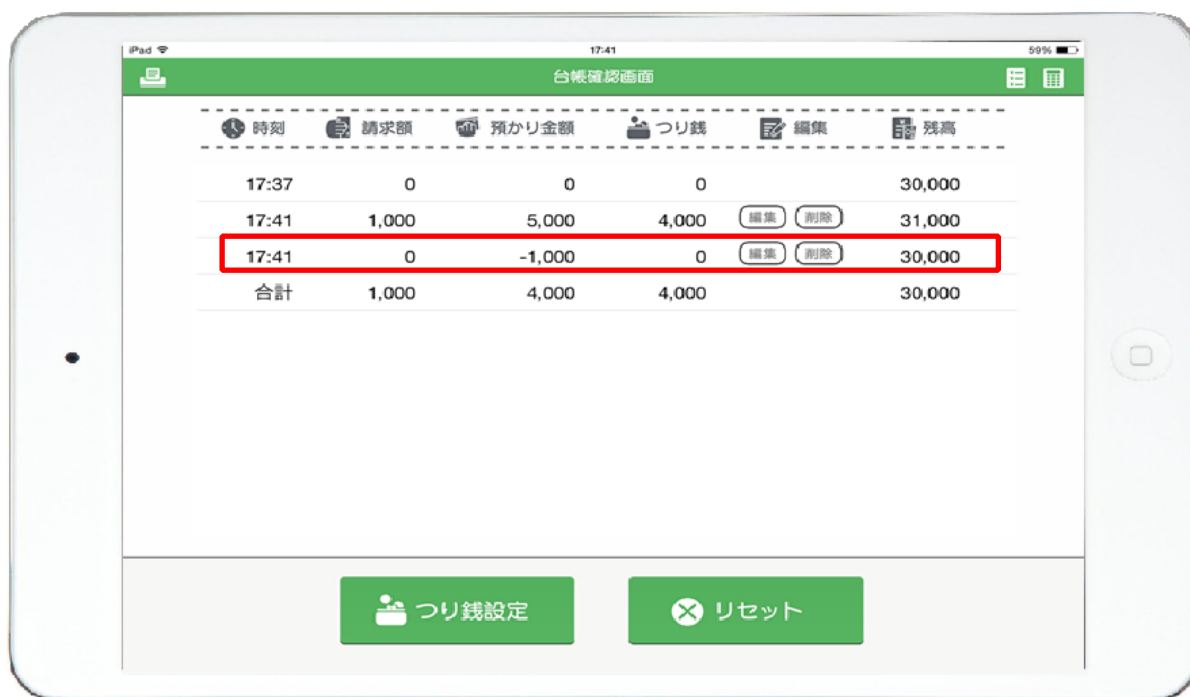 iPad 17:41 59%
台帳確認画面
時刻 請求額 預かり金額 つり銭 編集 残高
17:37 0 0 0 30,000
17:41 1,000 5,000 4,000 編集 削除 31,000
17:41 0 -1,000 0 編集 削除 30,000
合計 1,000 4,000 4,000 30,000
つり銭設定 リセット